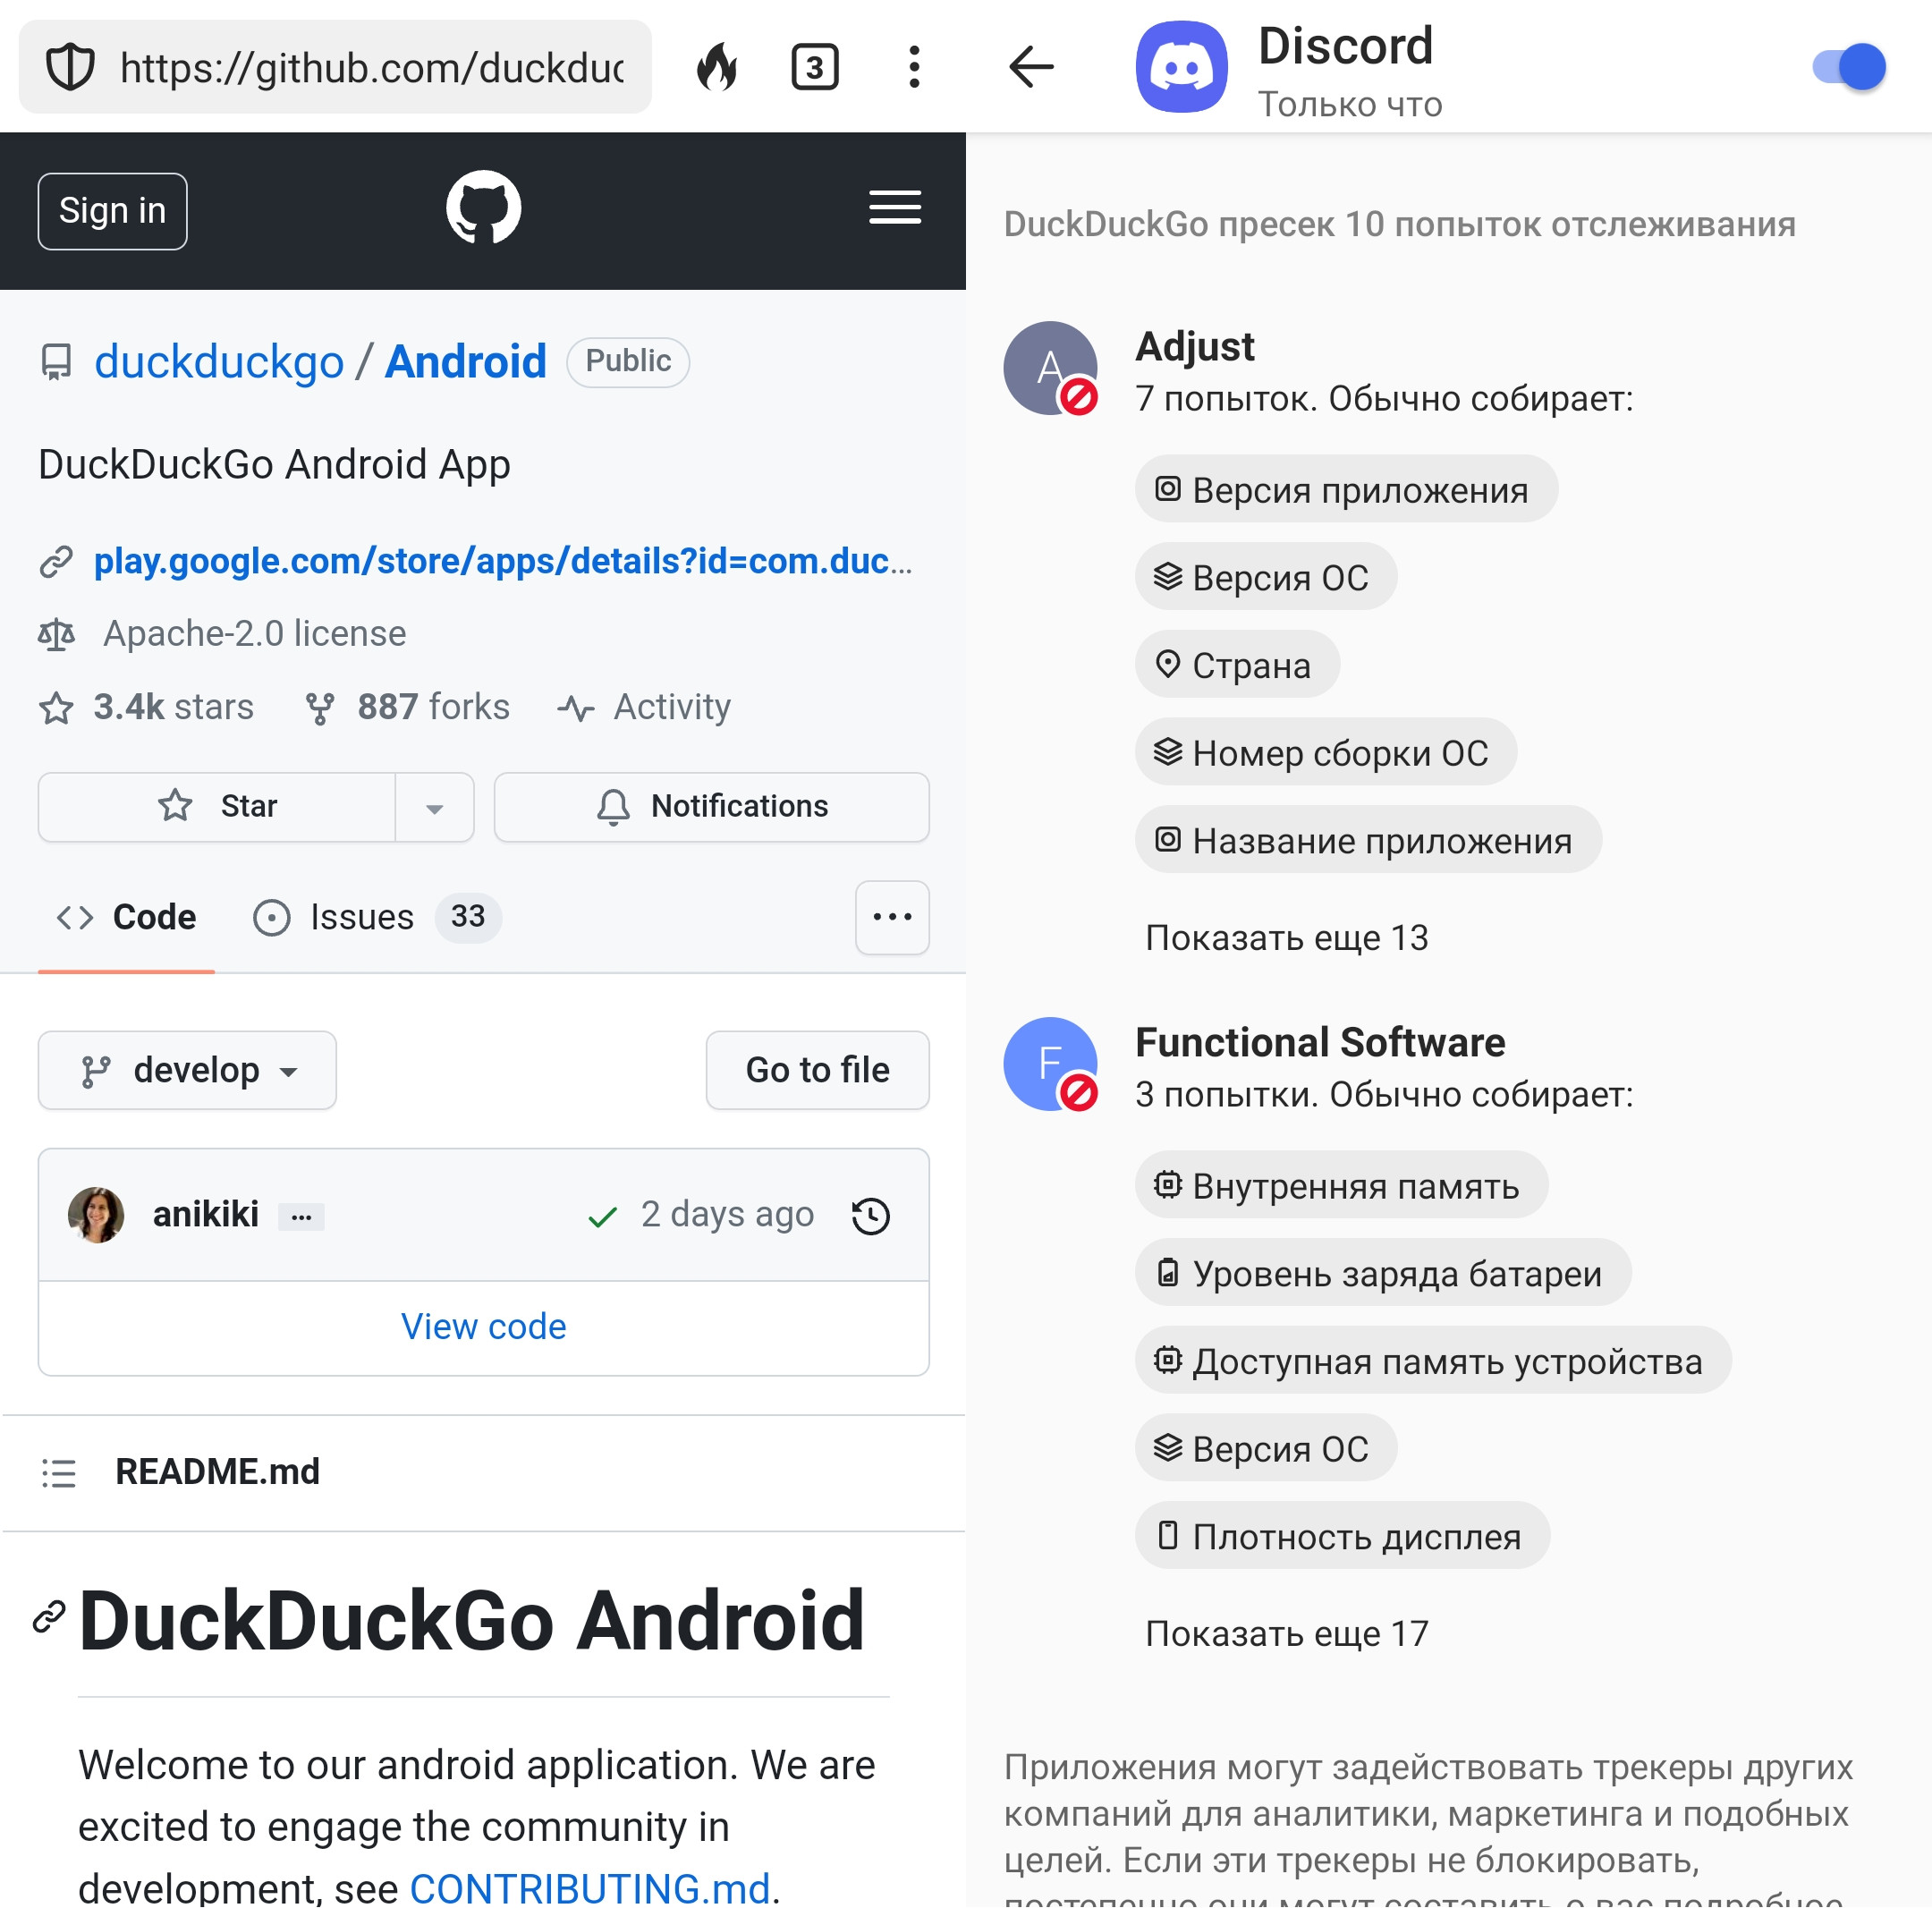 https://github.com/duckduc
3
Sign in
duckduckgo / Android Public
DuckDuckGo Android App
play.google.com/store/apps/details?id=com.duc...
Apache-2.0 license
3.4k stars 887 forks Activity
Star Notifications
Code Issues 33
develop Go to file
anikiki ... 2 days ago
View code
README.md
DuckDuckGo Android
Welcome to our android application. We are
excited to engage the community in
development, see CONTRIBUTING.md.
Discord
Только что
DuckDuckGo пресек 10 попыток отслеживания
A
Adjust
7 попыток. Обычно собирает:
Версия приложения
Версия ОС
Страна
Номер сборки ОС
Название приложения
Показать еще 13
F
Functional Software
3 попытки. Обычно собирает:
Внутренняя память
Уровень заряда батареи
Доступная память устройства
Версия ОС
Плотность дисплея
Показать еще 17
Приложения могут задействовать трекеры других
компаний для аналитики, маркетинга и подобных
целей. Если эти трекеры не блокировать,
постепенно они могут составить о вас подробное